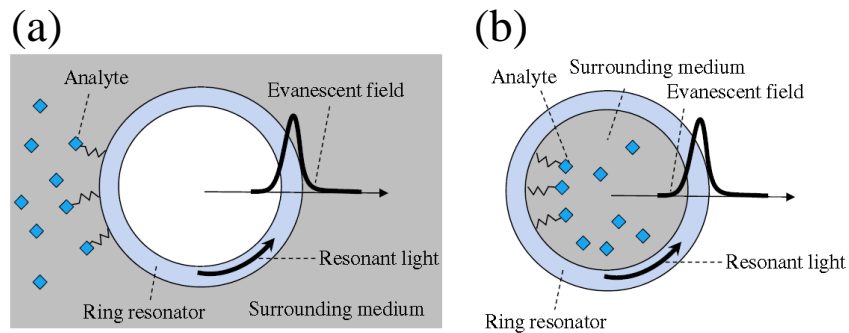 (a)
Analyte
Evanescent field
Resonant light
Ring resonator
Surrounding medium
(b)
Surrounding medium
Analyte
Evanescent field
Resonant light
Ring resonator